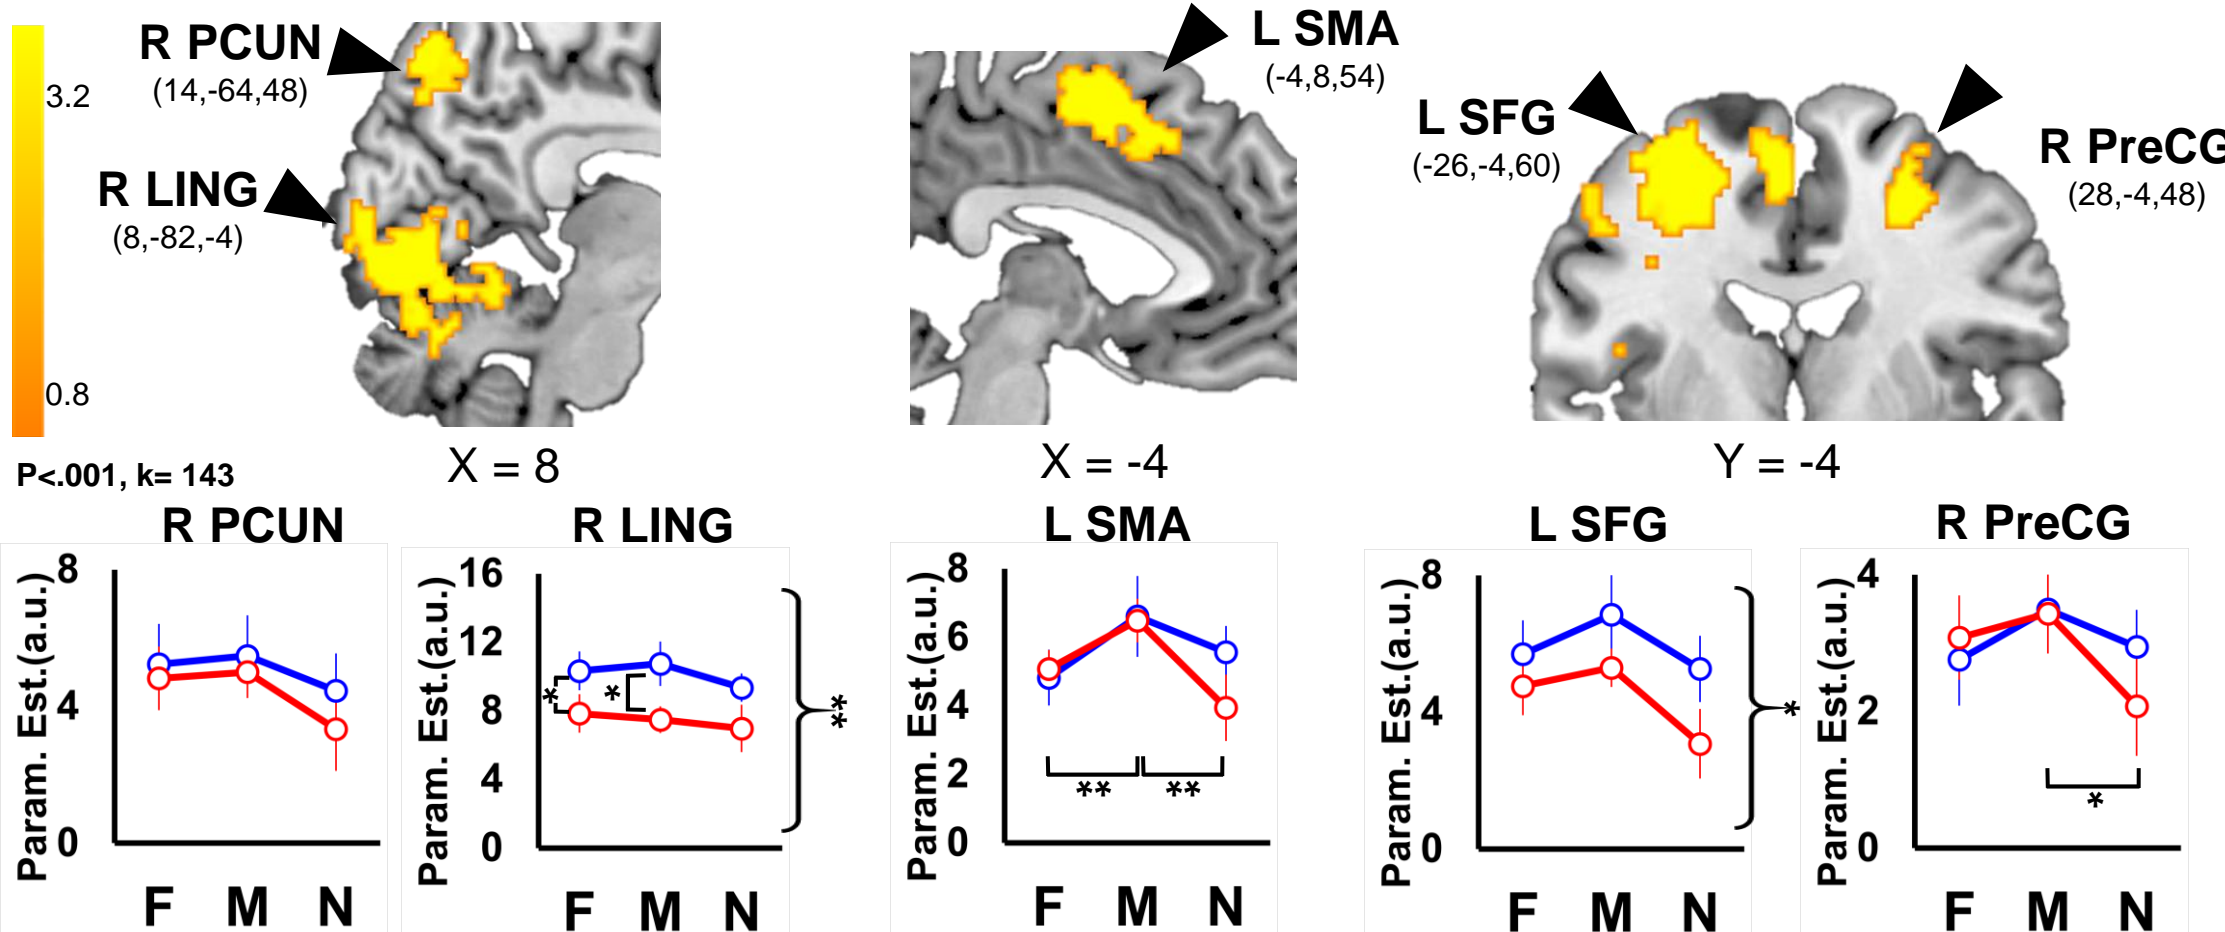 R PCUN
(14,-64,48)
3.2
R LING
(8,-82,-4)
0.8
P<.001, k= 143
X = 8
L SMA
(-4,8,54)
X = -4
L SFG
(-26,-4,60)
R PreCG
(28,-4,48)
Y = -4
R PCUN
Param. Est.(a.u.)
8
4
0
F M N
R LING
Param. Est.(a.u.)
16
12
8
4
0
*
*
**
F M N
L SMA
Param. Est.(a.u.)
8
6
4
2
0
** **
F M N
L SFG
Param. Est.(a.u.)
8
4
0
*
F M N
R PreCG
Param. Est.(a.u.)
4
2
0
*
F M N